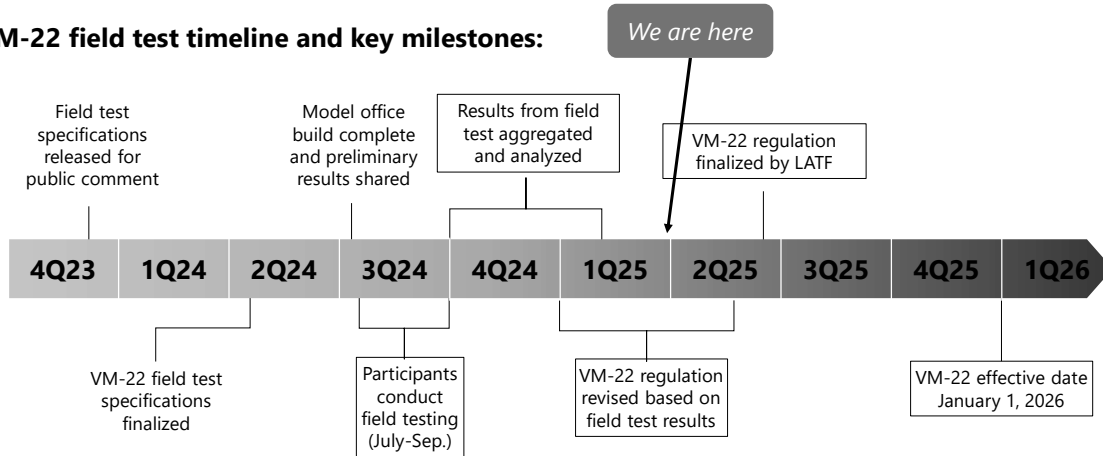 M-22 field test timeline and key milestones:
We are here
Field test
specifications
released for
public comment
Model office
build complete
and preliminary
results shared
Results from field
test aggregated
and analyzed
VM-22 regulation
finalized by LATF
4Q23 1Q24 2Q24 3Q24 4Q24 1Q25 2Q25 3Q25 4Q25 1Q26
VM-22 field test
specifications
finalized
Participants
conduct
field testing
(July-Sep.)
VM-22 regulation
revised based on
field test results
VM-22 effective date
January 1, 2026